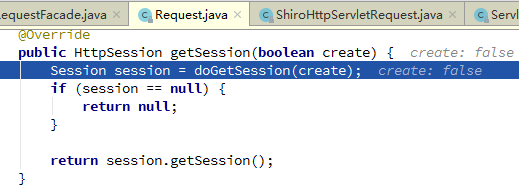 RequestFacade.java × Request.java × ShiroHttpServletRequest.java × Servl
@Override
public HttpSession getSession(boolean create) { create: false
Session session = doGetSession(create); create: false
if (session == null) {
return null;
}
return session.getSession();
}